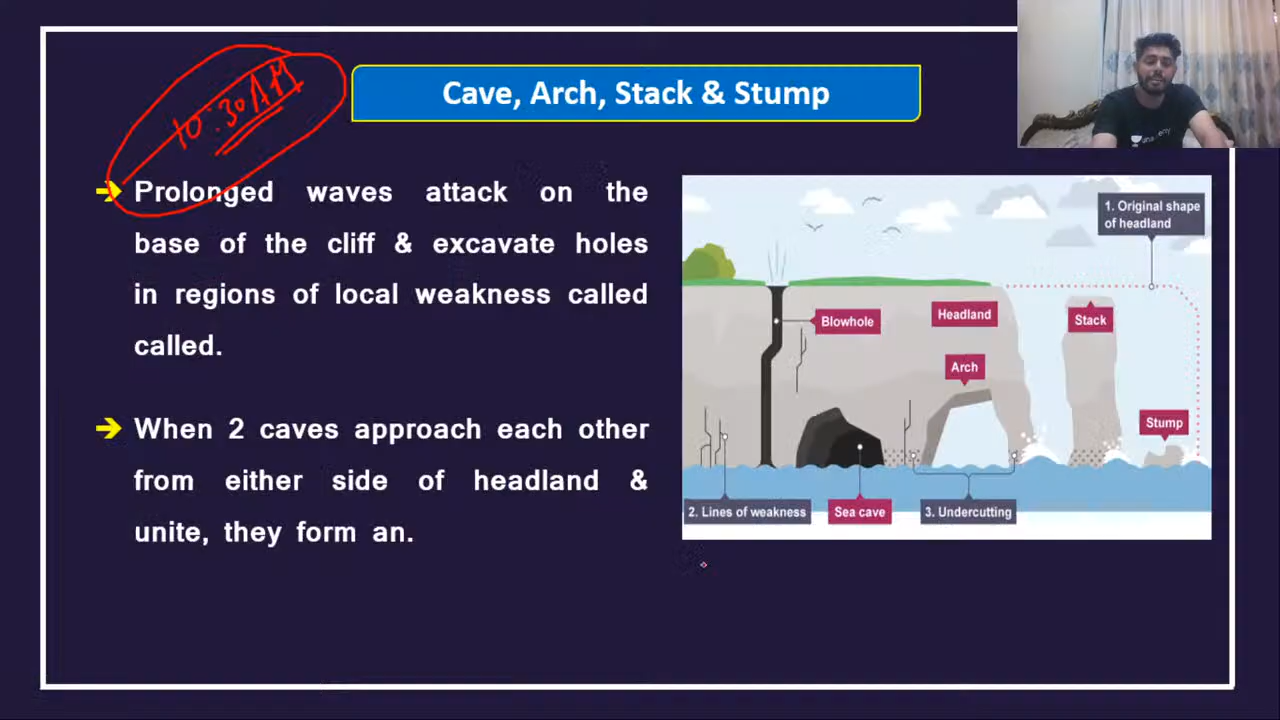 Cave, Arch, Stack & Stump
10:30AM
Prolonged waves attack on the
base of the cliff & excavate holes
in regions of local weakness called
called.
When 2 caves approach each other
from either side of headland &
unite, they form an.
1. Original shape
of headland
Blowhole
Headland
Stack
Arch
Stump
2. Lines of weakness
Sea cave
3. Undercutting